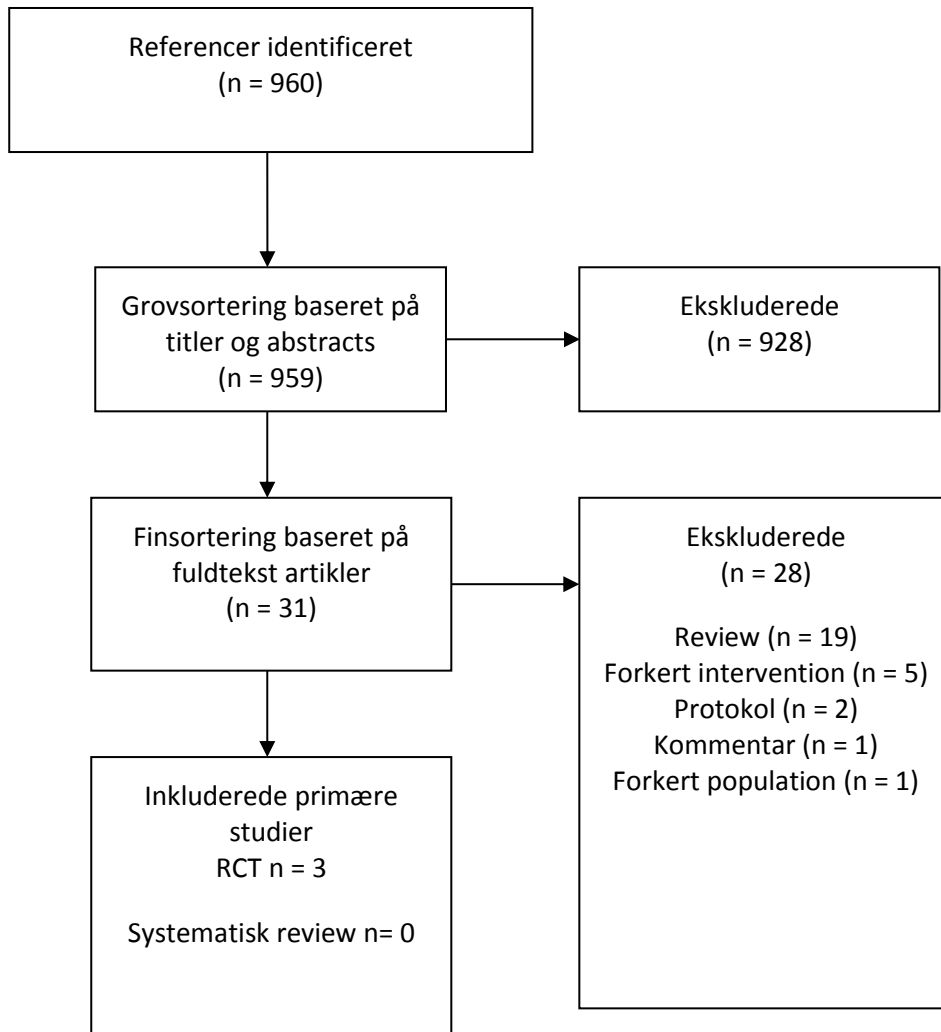 Referencer identificeret
(n = 960)
Grovsortering baseret på
titler og abstracts
(n = 959)
Ekskluderede
(n = 928)
Finsortering baseret på
fuldtekst artikler
(n = 31)
Ekskluderede
(n = 28)
Review (n = 19)
Forkert intervention (n = 5)
Protokol (n = 2)
Kommentar (n = 1)
Forkert population (n = 1)
Inkluderede primære
studier
RCT n = 3
Systematisk review n= 0